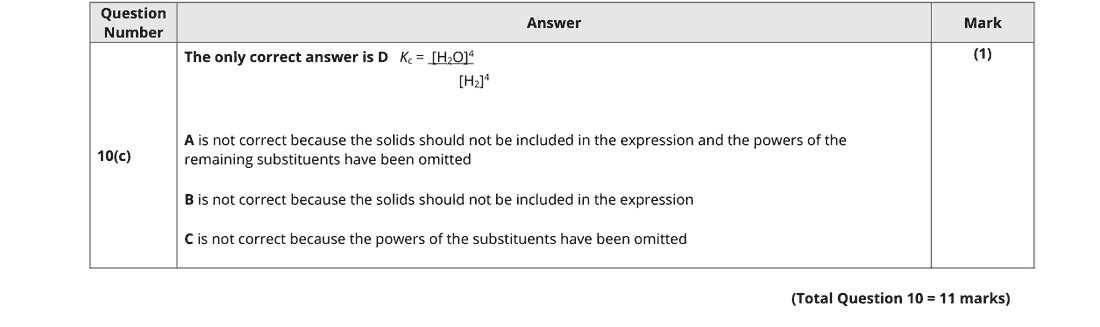 Question Number
Answer
Mark
10(c)
The only correct answer is D Kc = [H₂O]⁴
[H₂]⁴
(1)
A is not correct because the solids should not be included in the expression and the powers of the
remaining substituents have been omitted
B is not correct because the solids should not be included in the expression
C is not correct because the powers of the substituents have been omitted
(Total Question 10 = 11 marks)